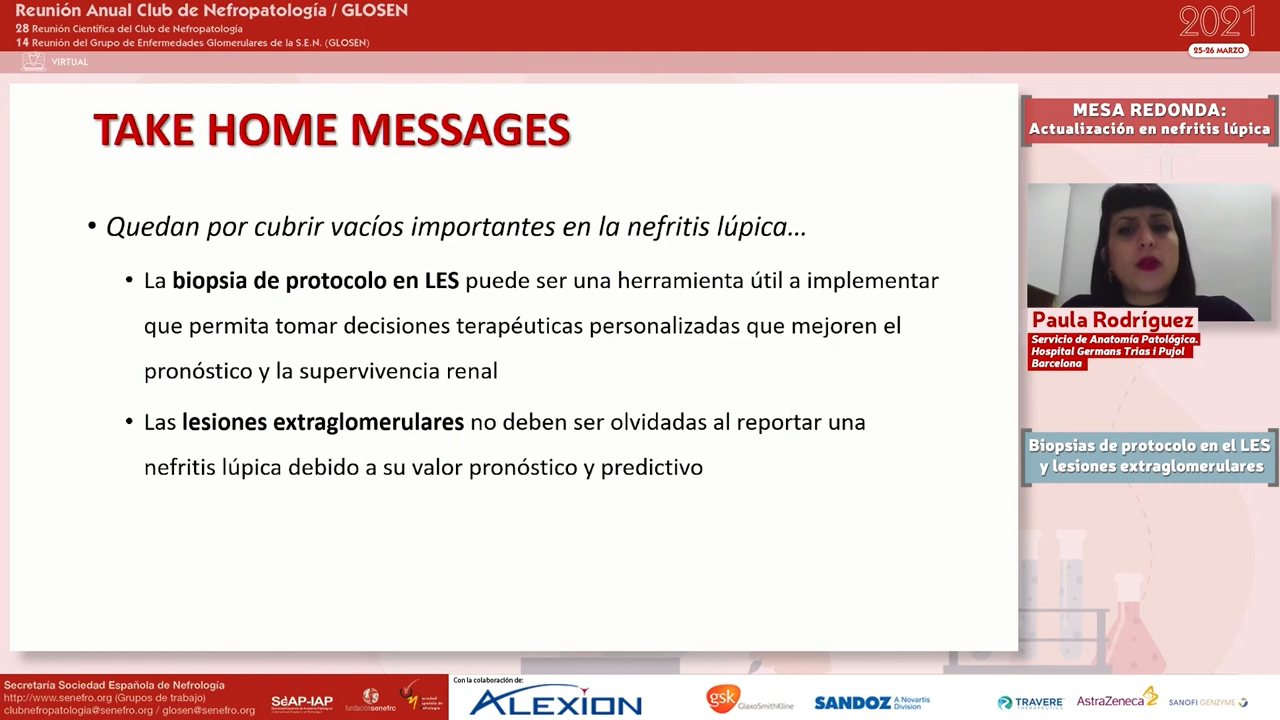 Reunión Anual Club de Nefropatología / GLOSEN
28 Reunión Científica del Club de Nefropatología
14 Reunión del Grupo de Enfermedades Glomerulares de la S.E.N. (GLOSEN)
VIRTUAL
2021
25-26 MARZO
TAKE HOME MESSAGES
• Quedan por cubrir vacíos importantes en la nefritis lúpica...
• La biopsia de protocolo en LES puede ser una herramienta útil a implementar
que permita tomar decisiones terapéuticas personalizadas que mejoren el
pronóstico y la supervivencia renal
• Las lesiones extraglomerulares no deben ser olvidadas al reportar una
nefritis lúpica debido a su valor pronóstico y predictivo
MESA REDONDA:
Actualización en nefritis lúpica
Paula Rodríguez
Servicio de Anatomía Patológica.
Hospital Germans Trias i Pujol
Barcelona
Biopsias de protocolo en el LES
y lesiones extraglomerulares
Secretaría Sociedad Española de Nefrología
http://www.senefro.org (Grupos de trabajo)
clubnefropatologia@senefro.org / glosen@senefro.org
SEAP-IAP
fundación senefro
Con la colaboración de:
ALEXION
gsk
GlaxoSmithKline
SANDOZ A Novartis
Division
TRAVERE
THERAPEUTICS
AstraZeneca
SANOFI GENZYME